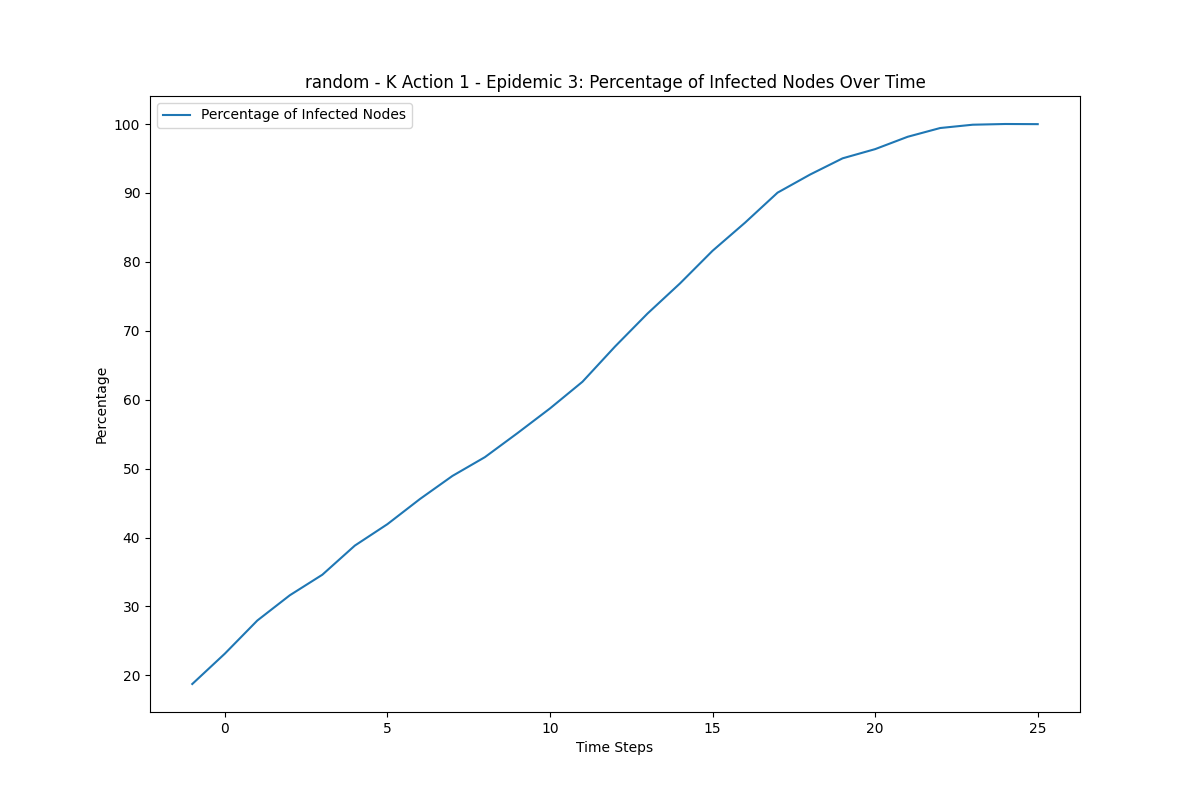 random - K Action 1 - Epidemic 3: Percentage of Infected Nodes Over Time
Percentage of Infected Nodes
100
90
80
70
60
50
40
30
20
Percentage
0 5 10 15 20 25
Time Steps